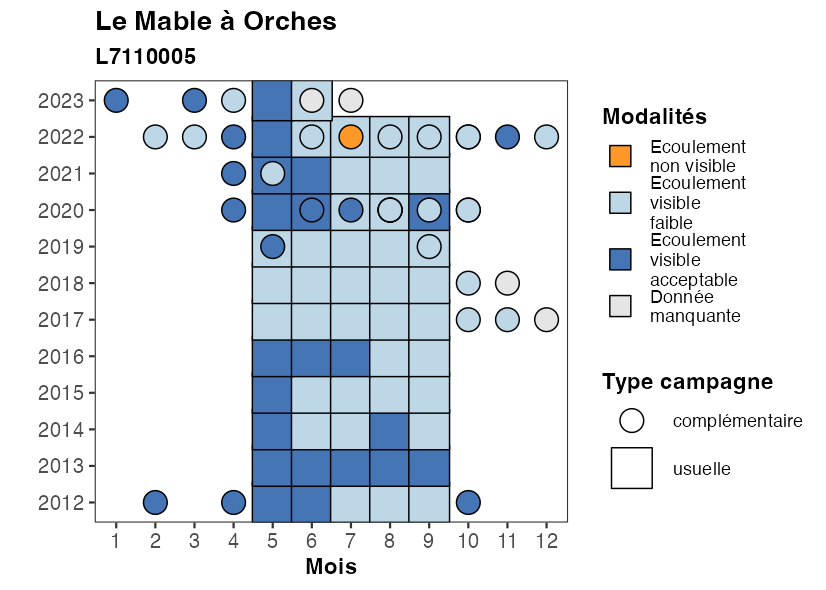 Le Mable à Orches
L7110005
2023
2022
2021
2020
2019
2018
2017
2016
2015
2014
2013
2012
1 2 3 4 5 6 7 8 9 10 11 12
Mois
Modalités
Ecoulement
non visible
Ecoulement
visible
faible
Ecoulement
visible
acceptable
Donnée
manquante
Type campagne
complémentaire
usuelle